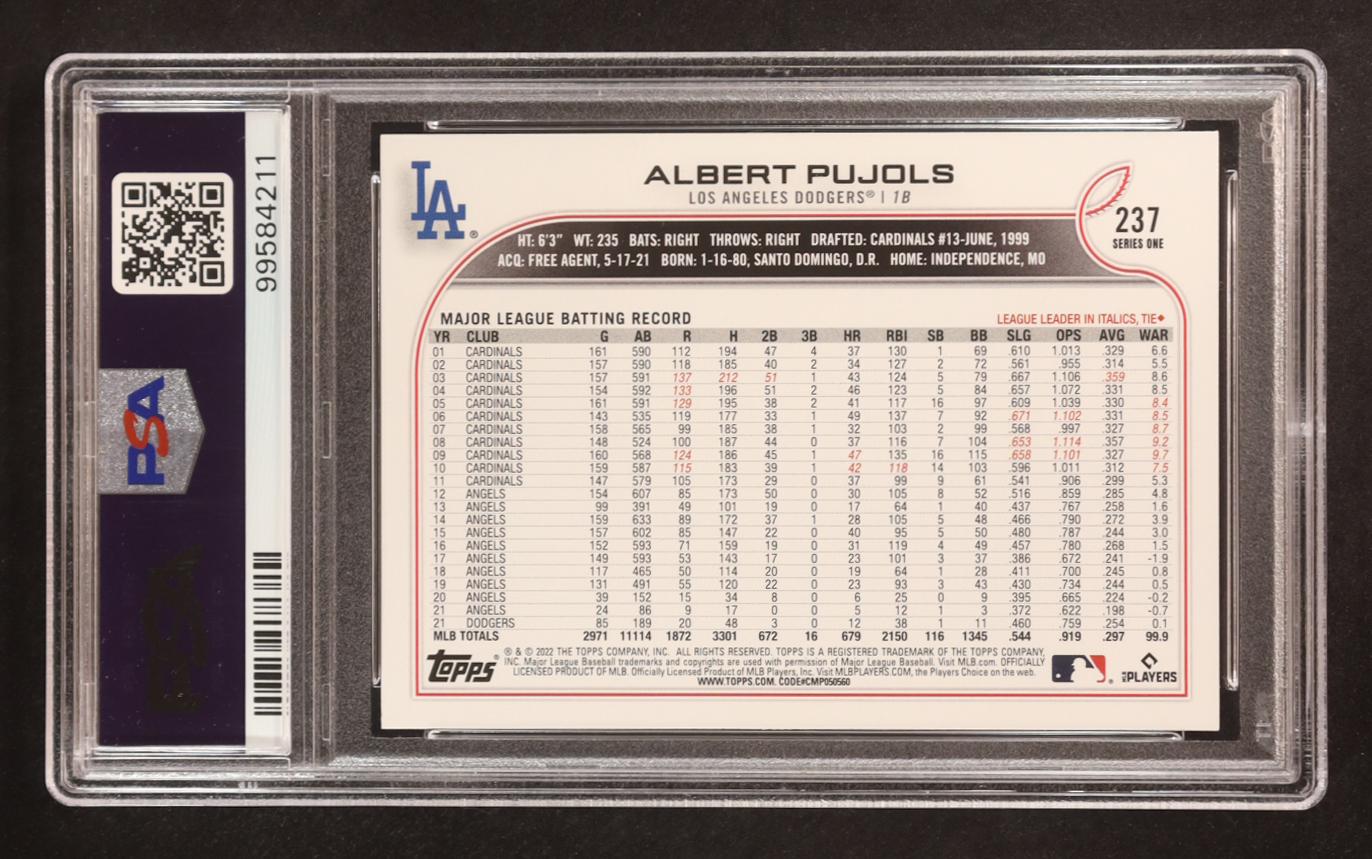 99584211
PSA
PSA
LA®
ALBERT PUJOLS
LOS ANGELES DODGERS® | 1B
237
SERIES ONE
HT: 6'3" WT: 235 BATS: RIGHT THROWS: RIGHT DRAFTED: CARDINALS #13-JUNE, 1999
ACQ: FREE AGENT, 5-17-21 BORN: 1-16-80, SANTO DOMINGO, D.R. HOME: INDEPENDENCE, MO
MAJOR LEAGUE BATTING RECORD
LEAGUE LEADER IN ITALICS, TIE◆
YR CLUB G AB R H 2B 3B HR RBI SB BB SLG OPS AVG WAR
01 CARDINALS 161 590 112 194 47 4 37 130 1 69 .610 1.013 .329 6.6
02 CARDINALS 157 590 118 185 40 2 34 127 2 72 .561 .955 .314 5.5
03 CARDINALS 157 591 137 212 51 1 43 124 5 79 .667 1.106 .359 8.6
04 CARDINALS 154 592 133 196 51 2 46 123 5 84 .657 1.072 .331 8.5
05 CARDINALS 161 591 129 195 38 2 41 117 16 97 .609 1.039 .330 8.4
06 CARDINALS 143 535 119 177 33 1 49 137 7 92 .671 1.102 .331 8.5
07 CARDINALS 158 565 99 185 38 1 32 103 2 99 .568 .997 .327 8.7
08 CARDINALS 148 524 100 187 44 0 37 116 7 104 .653 1.114 .357 9.2
09 CARDINALS 160 568 124 186 45 1 47 135 16 115 .658 1.101 .327 9.7
10 CARDINALS 159 587 115 183 39 1 42 118 14 103 .596 1.011 .312 7.5
11 CARDINALS 147 579 105 173 29 0 37 99 9 61 .541 .906 .299 5.3
12 ANGELS 154 607 85 173 50 0 30 105 8 52 .516 .859 .285 4.8
13 ANGELS 99 391 49 101 19 0 17 64 1 40 .437 .767 .258 1.6
14 ANGELS 159 633 89 172 37 1 28 105 5 48 .466 .790 .272 3.9
15 ANGELS 157 602 85 147 22 0 40 95 5 50 .480 .787 .244 3.0
16 ANGELS 152 593 71 159 19 0 31 119 4 49 .457 .780 .268 1.5
17 ANGELS 149 593 53 143 17 0 23 101 3 37 .386 .672 .241 -1.9
18 ANGELS 117 465 50 114 20 0 19 64 1 28 .411 .700 .245 0.8
19 ANGELS 131 491 55 120 22 0 23 93 3 43 .430 .734 .244 0.5
20 ANGELS 39 152 15 34 8 0 6 25 0 9 .395 .665 .224 -0.2
21 ANGELS 24 86 9 17 0 0 5 12 1 3 .372 .622 .198 -0.7
21 DODGERS 85 189 20 48 3 0 12 38 1 11 .460 .759 .254 0.1
MLB TOTALS 2971 11114 1872 3301 672 16 679 2150 116 1345 .544 .919 .297 99.9
Topps®
® & © 2022 THE TOPPS COMPANY, INC. ALL RIGHTS RESERVED. TOPPS IS A REGISTERED TRADEMARK OF THE TOPPS COMPANY,
INC. Major League Baseball trademarks and copyrights are used with permission of Major League Baseball. Visit MLB.com. OFFICIALLY
LICENSED PRODUCT OF MLB. Officially Licensed Product of MLB Players, Inc. Visit MLBPLAYERS.COM, the Players Choice on the web.
WWW.TOPPS.COM. CODE#CMP050560
MLB PLAYERS